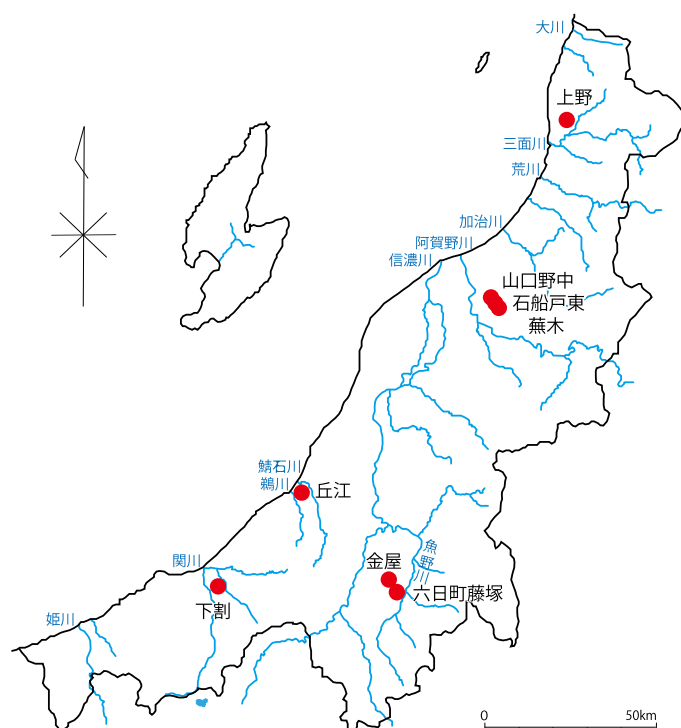 大川
上野
三面川
荒川
加治川
阿賀野川
信濃川
山口野中
石船戸東
蕪木
鯖石川
鵜川
丘江
魚野川
金屋
六日町藤塚
関川
下割
姫川
0 50km